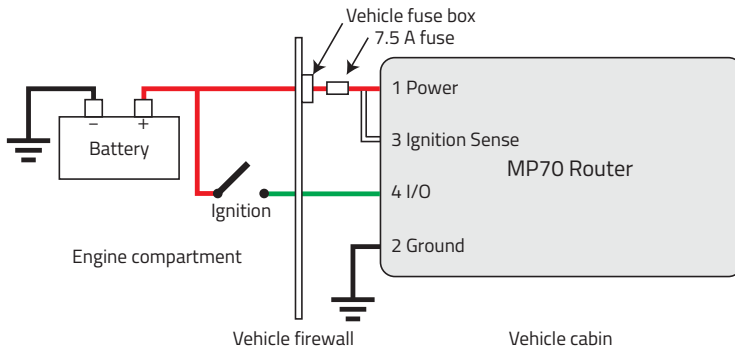 Vehicle fuse box
7.5 A fuse
1 Power
3 Ignition Sense
MP70 Router
4 I/O
2 Ground
– +
Battery
Ignition
Engine compartment
Vehicle firewall
Vehicle cabin